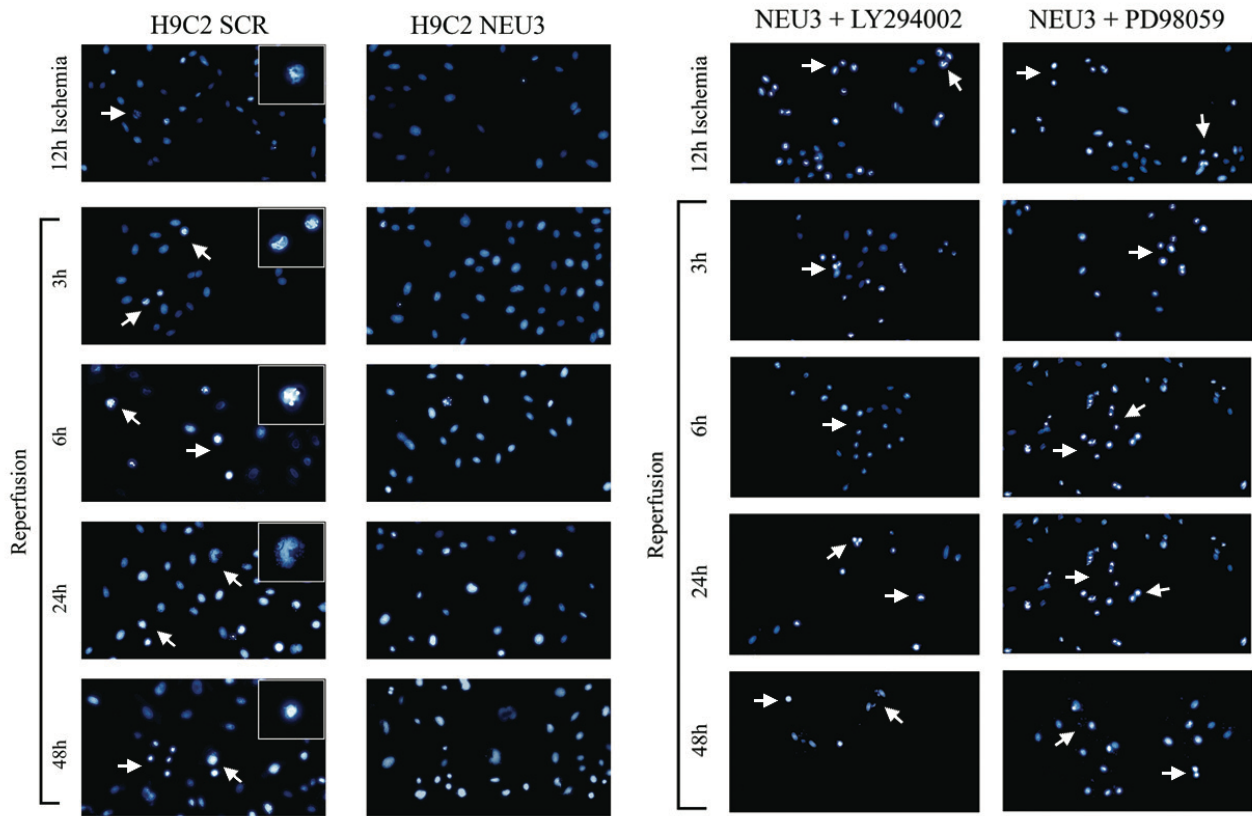 H9C2 SCR
H9C2 NEU3
12h Ischemia
3h
6h
24h
48h
Reperfusion
NEU3 + LY294002
NEU3 + PD98059
12h Ischemia
3h
6h
24h
48h
Reperfusion